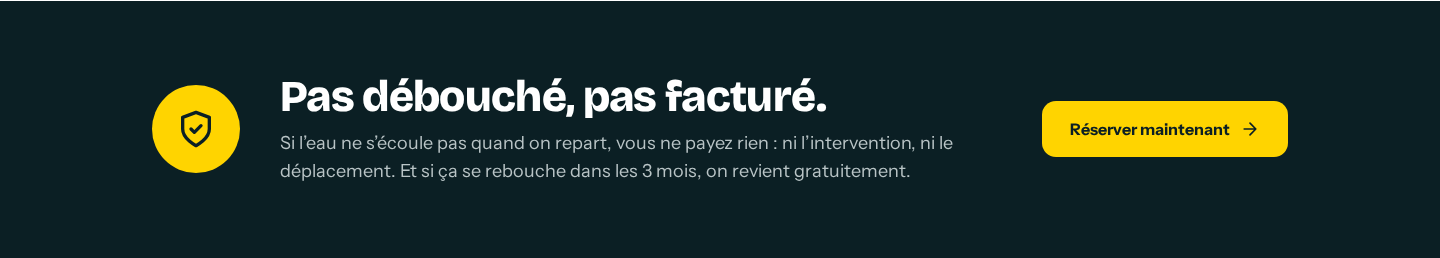 Pas débouché, pas facturé.
Si l’eau ne s’écoule pas quand on repart, vous ne payez rien : ni l’intervention, ni le
déplacement. Et si ça se rebouche dans les 3 mois, on revient gratuitement.
Réserver maintenant →